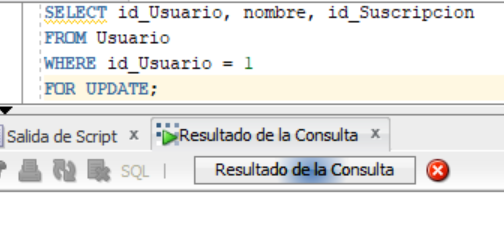 SELECT id_Usuario, nombre, id_Suscripcion
FROM Usuario
WHERE id_Usuario = 1
FOR UPDATE;
Salida de Script x Resultado de la Consulta x
SQL | Resultado de la Consulta